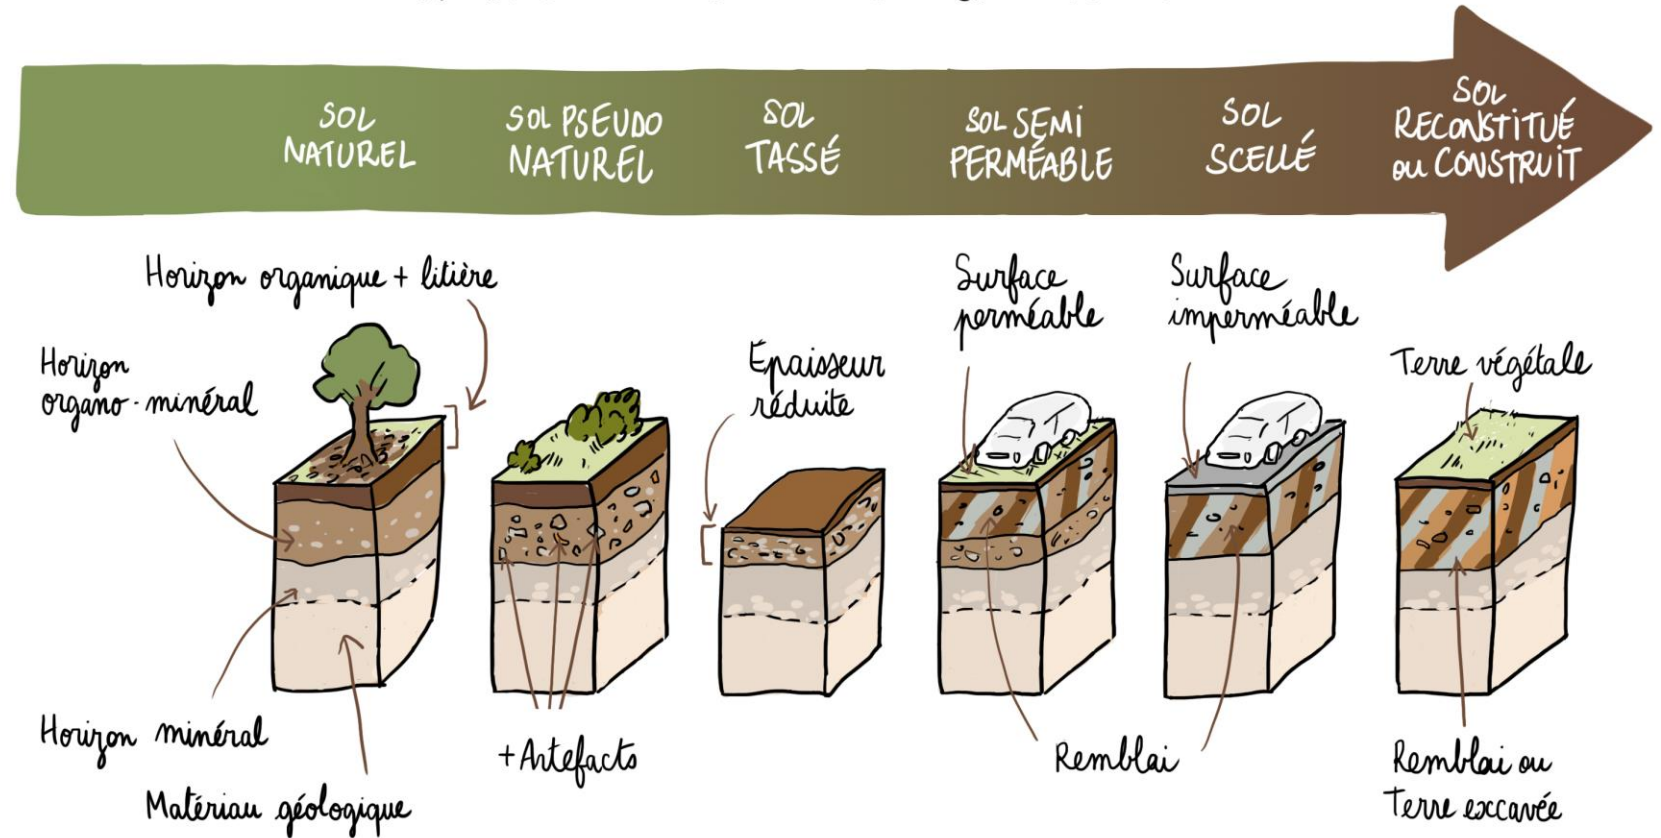 SOL
NATUREL
SOL PSEUDO
NATUREL
SOL
TASSÉ
SOL SEMI
PERMÉABLE
SOL
SCELLÉ
SOL
RECONSTITUÉ
ou CONSTRUIT
Horizon organique + litière
Horizon
organo-minéral
Épaisseur
réduite
Surface
perméable
Surface
imperméable
Terre végétale
Horizon minéral
Matériau géologique
+ Artefacts
Remblai
Remblai ou
Terre excavée